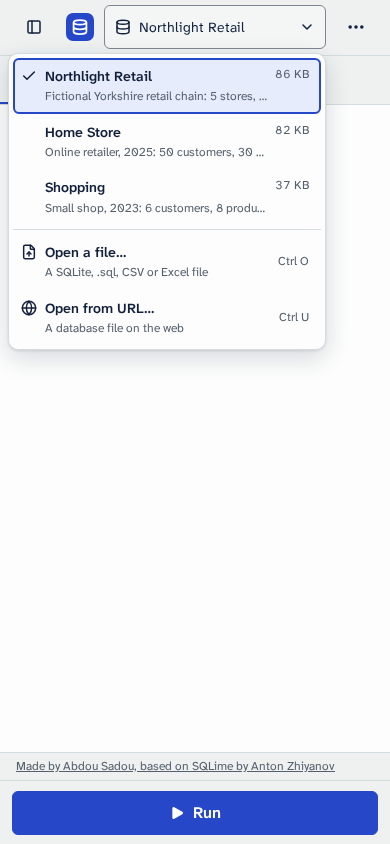 Northlight Retail
Northlight Retail 86 KB
Fictional Yorkshire retail chain: 5 stores, ...
Home Store 82 KB
Online retailer, 2025: 50 customers, 30 ...
Shopping 37 KB
Small shop, 2023: 6 customers, 8 produ...
Open a file...
A SQLite, .sql, CSV or Excel file
Ctrl O
Open from URL...
A database file on the web
Ctrl U
Made by Abdou Sadou, based on SQLime by Anton Zhiyanov
Run